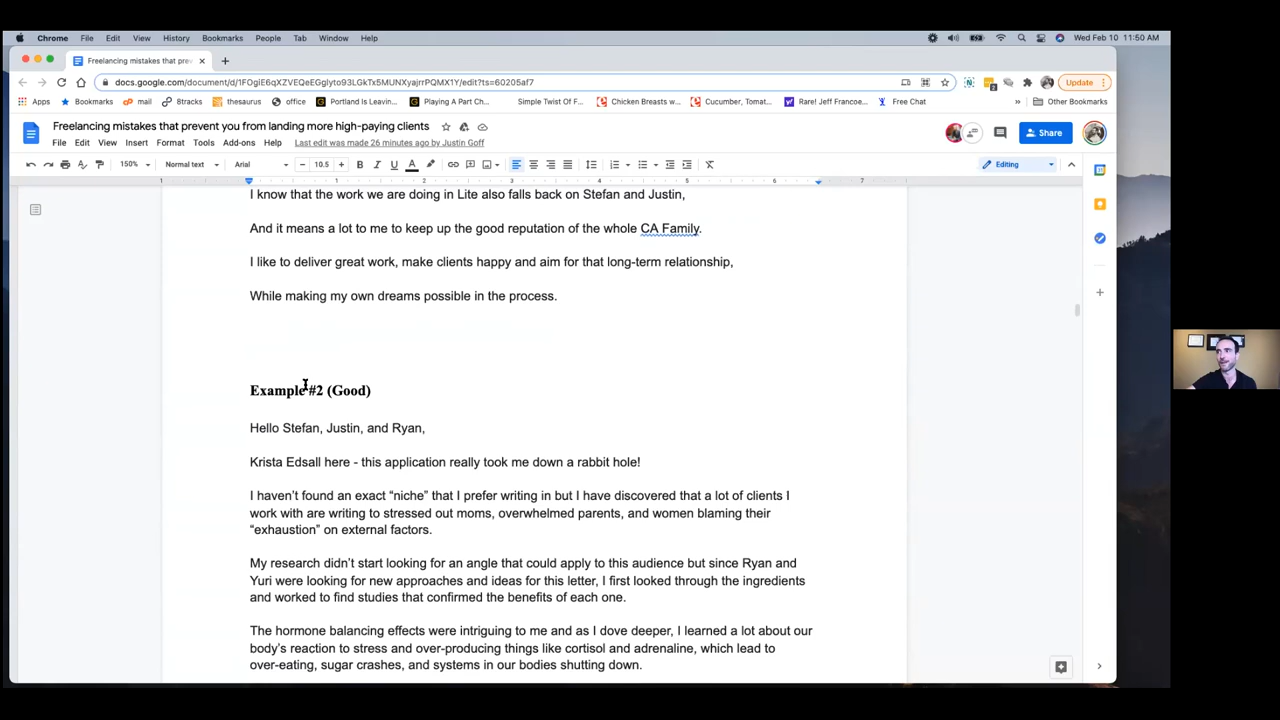 Chrome File Edit View History Bookmarks People Tab Window Help Wed Feb 10 11:50 AM
Freelancing mistakes that prev
docs.google.com/document/d/1FOgiE6qXZVEQeEGglyto93LGkTx5MUNXyajrrPQMX1Y/edit?ts=60205af7 Update
Apps Bookmarks mail Btracks thesaurus office Portland Is Leavin... Playing A Part Ch... Simple Twist Of F... Chicken Breasts w... Cucumber, Tomat... Rare! Jeff Francoe... Free Chat » Other Bookmarks
Freelancing mistakes that prevent you from landing more high-paying clients
File Edit View Insert Format Tools Add-ons Help Last edit was made 26 minutes ago by Justin Goff Share
150% Normal text Arial 10.5 Editing
1 1 2 3 4 5 6 7
I know that the work we are doing in Lite also falls back on Stefan and Justin,
And it means a lot to me to keep up the good reputation of the whole CA Family.
I like to deliver great work, make clients happy and aim for that long-term relationship,
While making my own dreams possible in the process.
Example #2 (Good)
Hello Stefan, Justin, and Ryan,
Krista Edsall here - this application really took me down a rabbit hole!
I haven’t found an exact “niche” that I prefer writing in but I have discovered that a lot of clients I
work with are writing to stressed out moms, overwhelmed parents, and women blaming their
“exhaustion” on external factors.
My research didn’t start looking for an angle that could apply to this audience but since Ryan and
Yuri were looking for new approaches and ideas for this letter, I first looked through the ingredients
and worked to find studies that confirmed the benefits of each one.
The hormone balancing effects were intriguing to me and as I dove deeper, I learned a lot about our
body’s reaction to stress and over-producing things like cortisol and adrenaline, which lead to
over-eating, sugar crashes, and systems in our bodies shutting down.